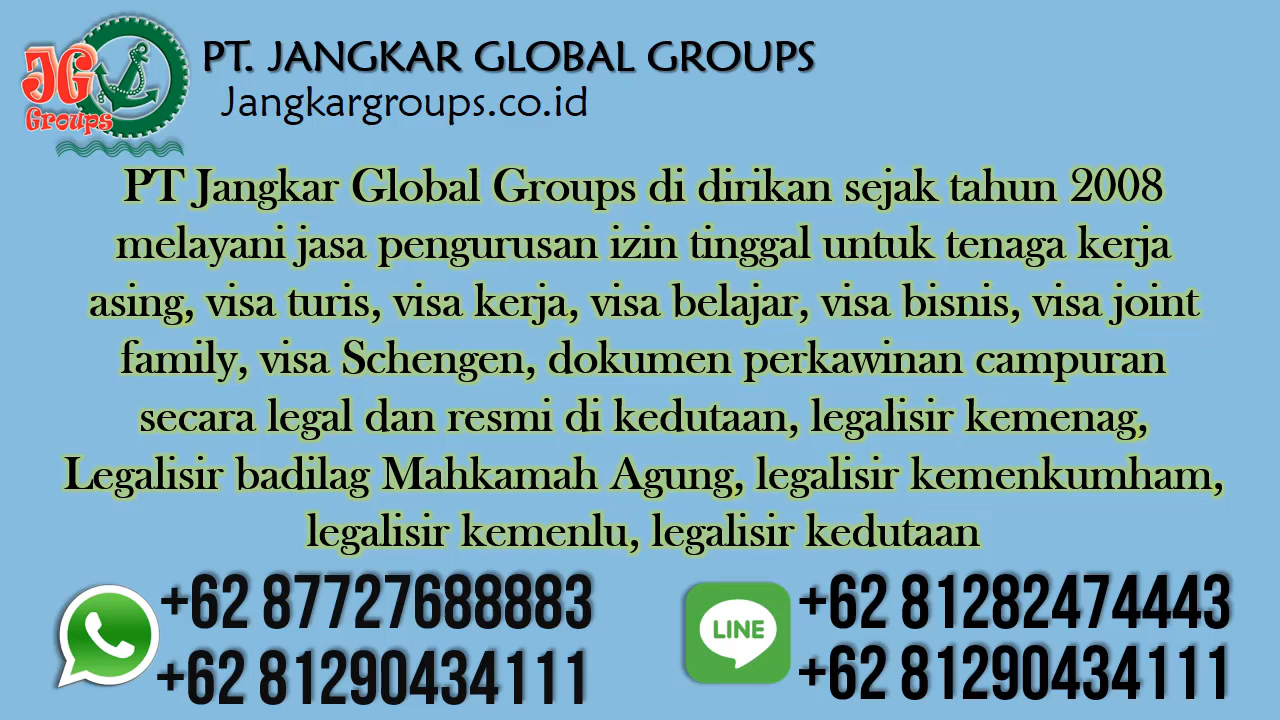 JG
Groups
PT. JANGKAR GLOBAL GROUPS
Jangkargroups.co.id
PT Jangkar Global Groups di dirikan sejak tahun 2008
melayani jasa pengurusan izin tinggal untuk tenaga kerja
asing, visa turis, visa kerja, visa belajar, visa bisnis, visa joint
family, visa Schengen, dokumen perkawinan campuran
secara legal dan resmi di kedutaan, legalisir kemenag,
Legalisir badilag Mahkamah Agung, legalisir kemenkumham,
legalisir kemenlu, legalisir kedutaan
+62 87727688883
+62 81290434111
LINE
+62 81282474443
+62 81290434111